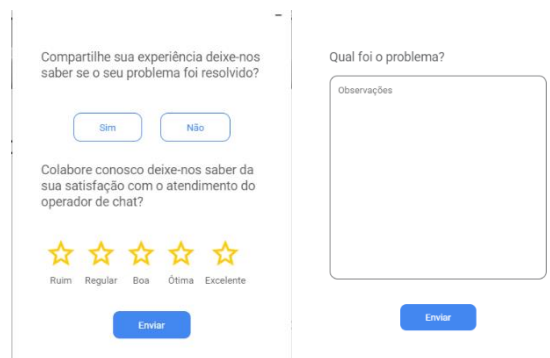 Compartilhe sua experiência deixe-nos
saber se o seu problema foi resolvido?
Sim
Não
Colabore conosco deixe-nos saber da
sua satisfação com o atendimento do
operador de chat?
Ruim
Regular
Boa
Ótima
Excelente
Enviar
Qual foi o problema?
Observações
Enviar